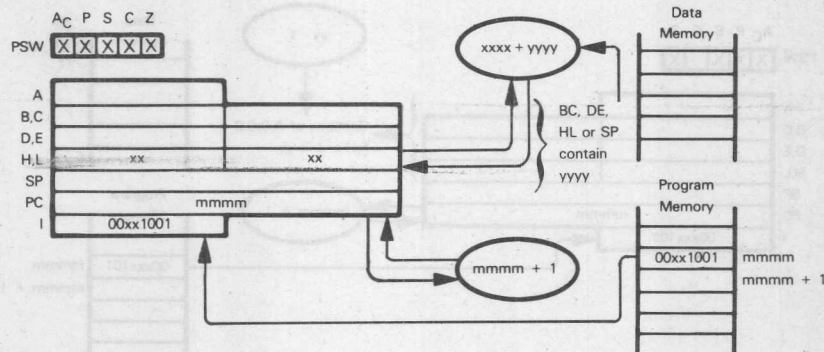 AC P S C Z
PSW X X X X X
A
B,C
D,E
H,L xx xx
SP
PC mmmm
I 00xx1001
xxxx + yyyy
BC, DE,
HL or SP
contain
yyyy
mmmm + 1
Data
Memory
Program
Memory
00xx1001 mmmm
mmmm + 1